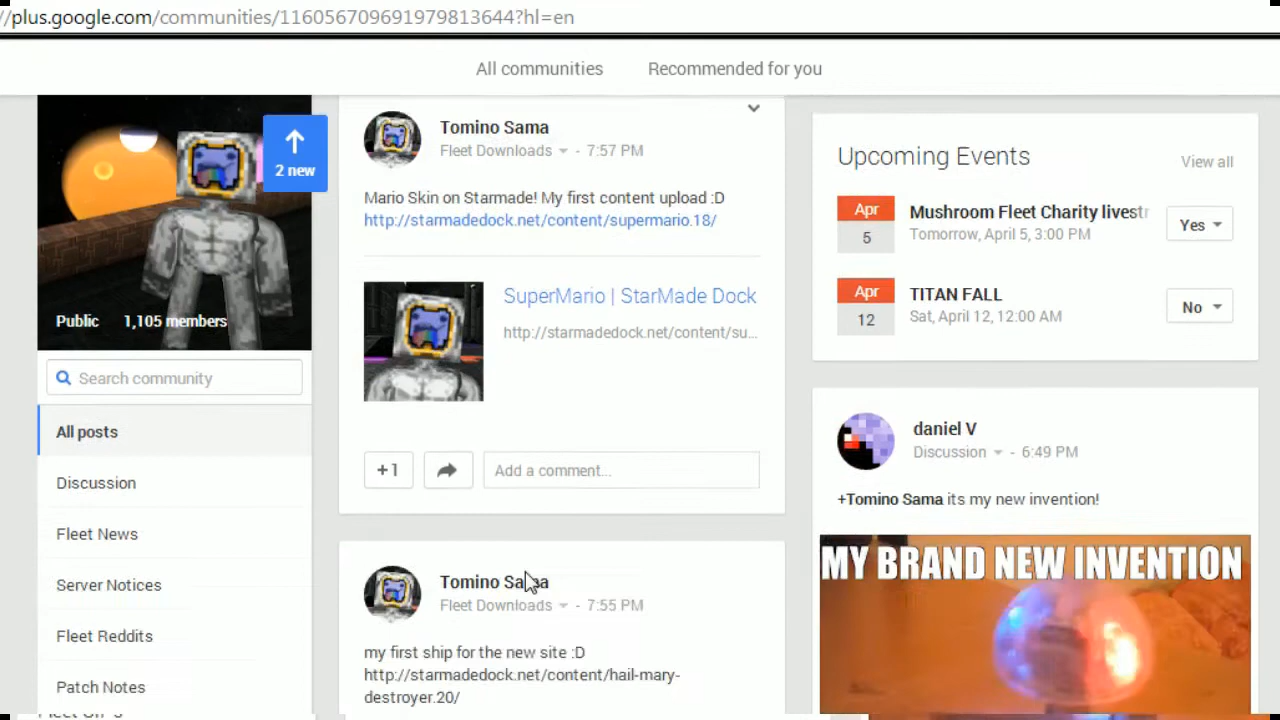 //plus.google.com/communities/116056709691979813644?hl=en
All communities
Recommended for you
2 new
Public
1,105 members
Search community
All posts
Discussion
Fleet News
Server Notices
Fleet Reddits
Patch Notes
Tomino Sama
Fleet Downloads - 7:57 PM
Mario Skin on Starmade! My first content upload :D
http://starmadedock.net/content/supermario.18/
SuperMario | StarMade Dock
http://starmadedock.net/content/su...
+1
Add a comment...
Tomino Sama
Fleet Downloads - 7:55 PM
my first ship for the new site :D
http://starmadedock.net/content/hail-mary-
destroyer.20/
Upcoming Events
View all
Apr
5
Mushroom Fleet Charity livestr
Tomorrow, April 5, 3:00 PM
Yes
Apr
12
TITAN FALL
Sat, April 12, 12:00 AM
No
daniel V
Discussion - 6:49 PM
+Tomino Sama its my new invention!
MY BRAND NEW INVENTION